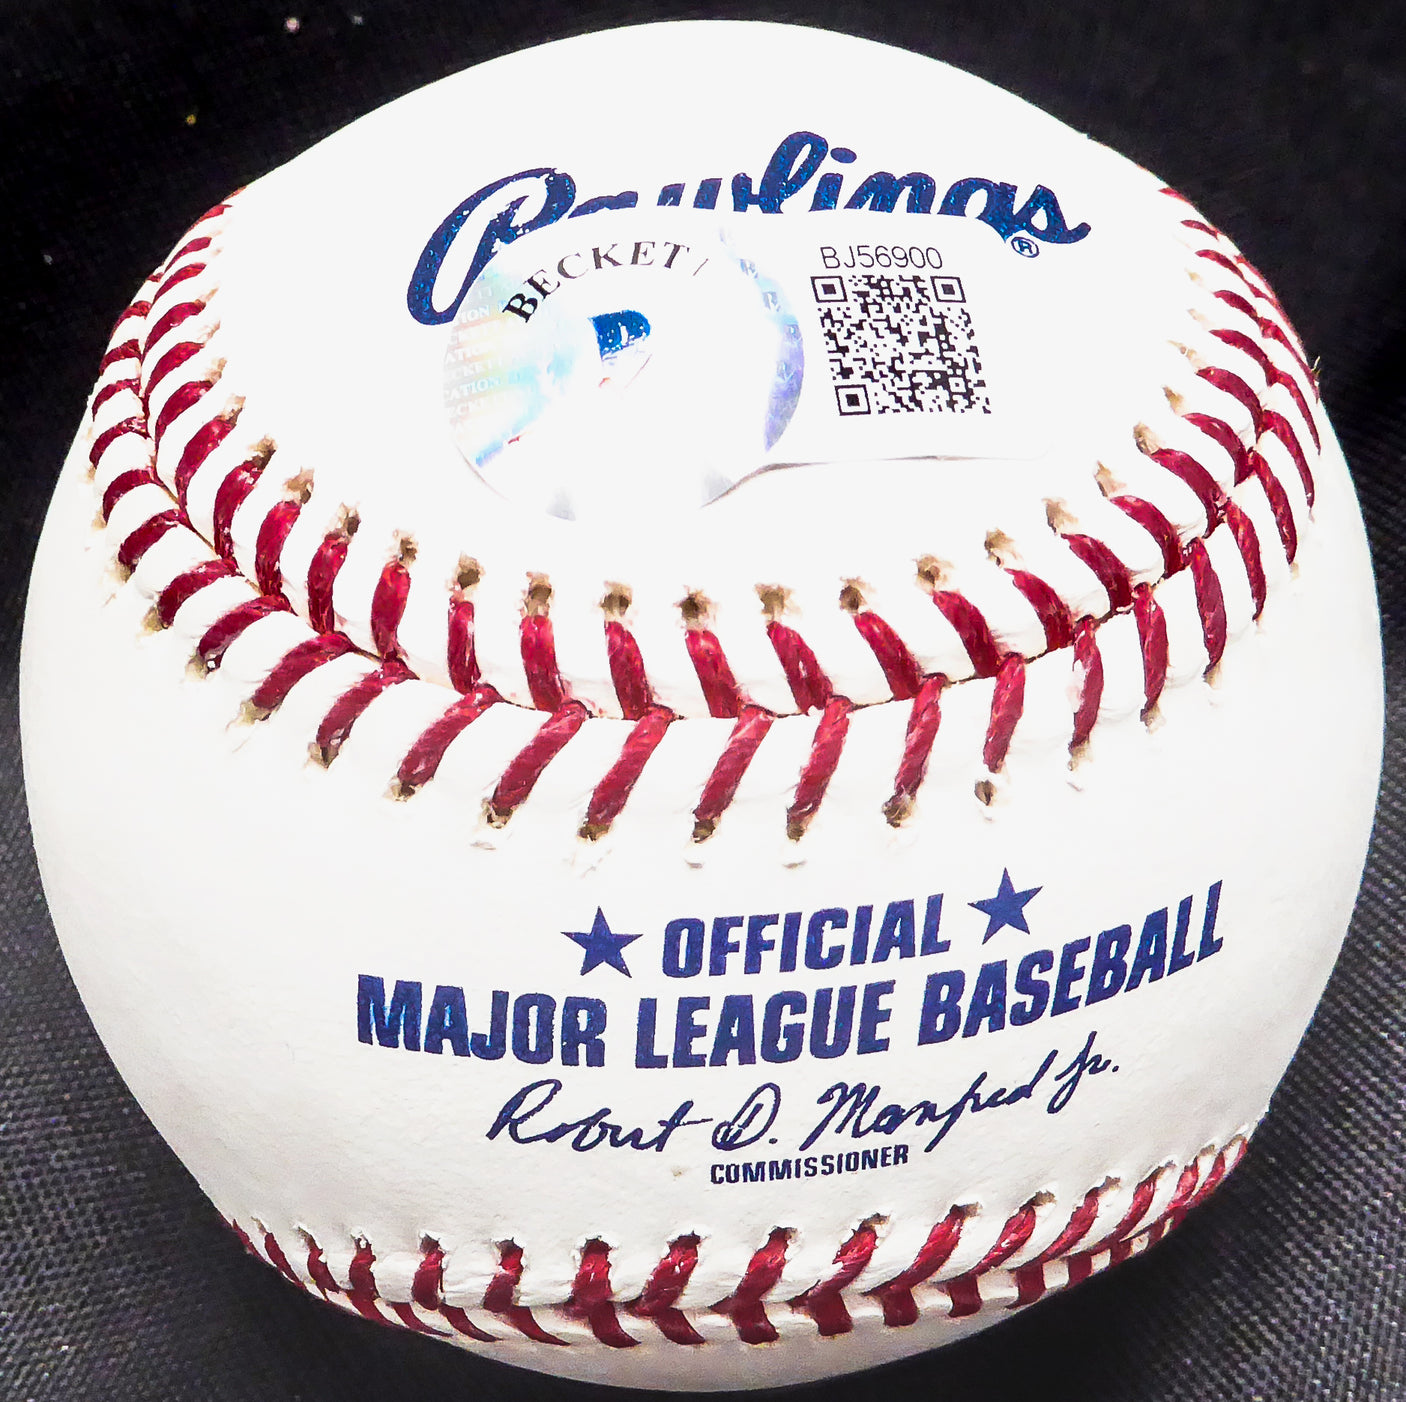 Rawlings
®
BECKETT
BJ56900
★ OFFICIAL ★
MAJOR LEAGUE BASEBALL
Robert D. Manfred Jr.
COMMISSIONER